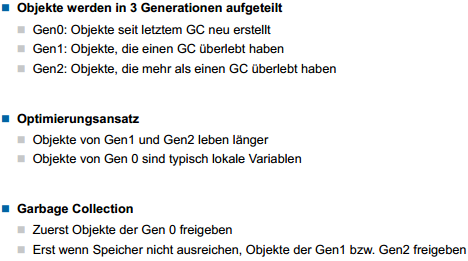 Objekte werden in 3 Generationen aufgeteilt
Gen0: Objekte seit letztem GC neu erstellt
Gen1: Objekte, die einen GC überlebt haben
Gen2: Objekte, die mehr als einen GC überlebt haben
Optimierungsansatz
Objekte von Gen1 und Gen2 leben länger
Objekte von Gen 0 sind typisch lokale Variablen
Garbage Collection
Zuerst Objekte der Gen 0 freigeben
Erst wenn Speicher nicht ausreichen, Objekte der Gen1 bzw. Gen2 freigeben